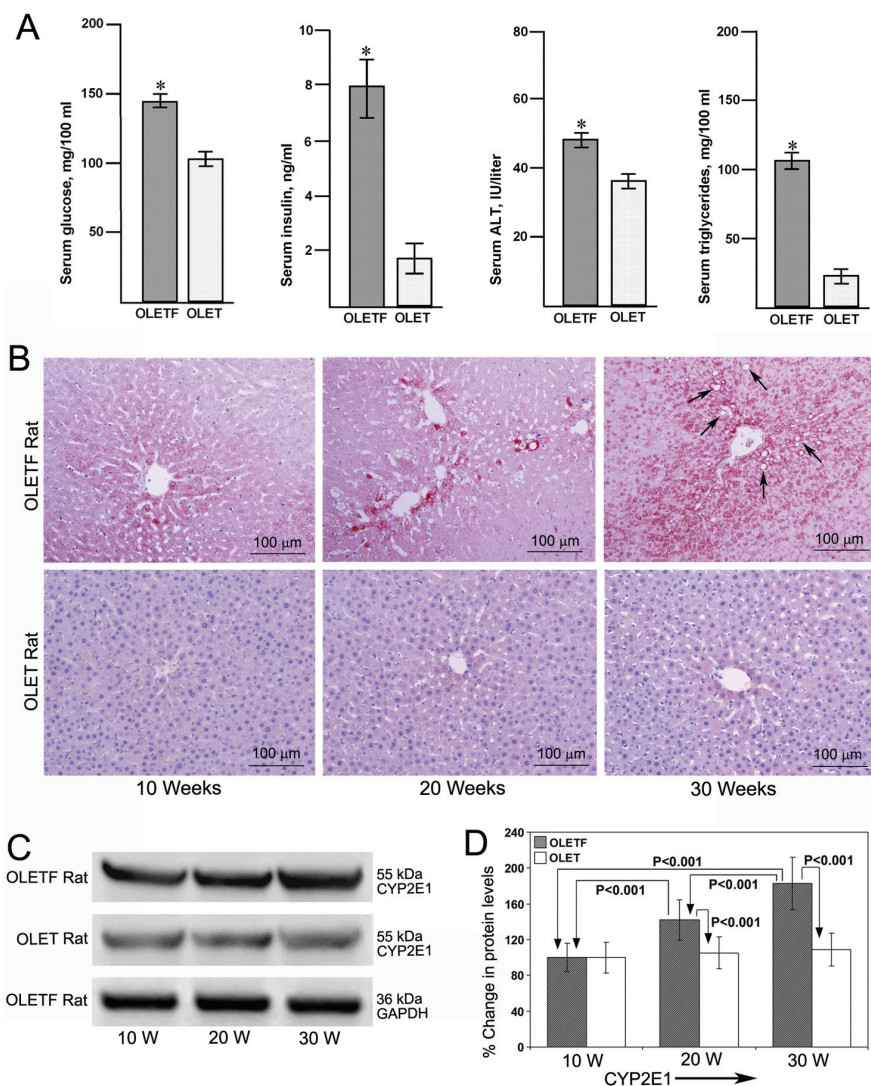 A
Serum glucose, mg/100 ml
200
150
100
50
*
OLETF OLET
Serum insulin, ng/ml
10
8
6
4
2
*
OLETF OLET
Serum ALT, IU/liter
80
60
40
20
*
OLETF OLET
Serum triglycerides, mg/100 ml
200
150
100
50
*
OLETF OLET
B
OLETF Rat
100 μm
100 μm
100 μm
OLET Rat
100 μm
100 μm
100 μm
10 Weeks
20 Weeks
30 Weeks
C
OLETF Rat
55 kDa
CYP2E1
OLET Rat
55 kDa
CYP2E1
OLETF Rat
36 kDa
GAPDH
10 W
20 W
30 W
D
% Change in protein levels
240
200
160
120
80
40
0
OLETF
OLET
P<0.001
P<0.001
P<0.001
P<0.001
P<0.001
10 W
20 W
30 W
CYP2E1